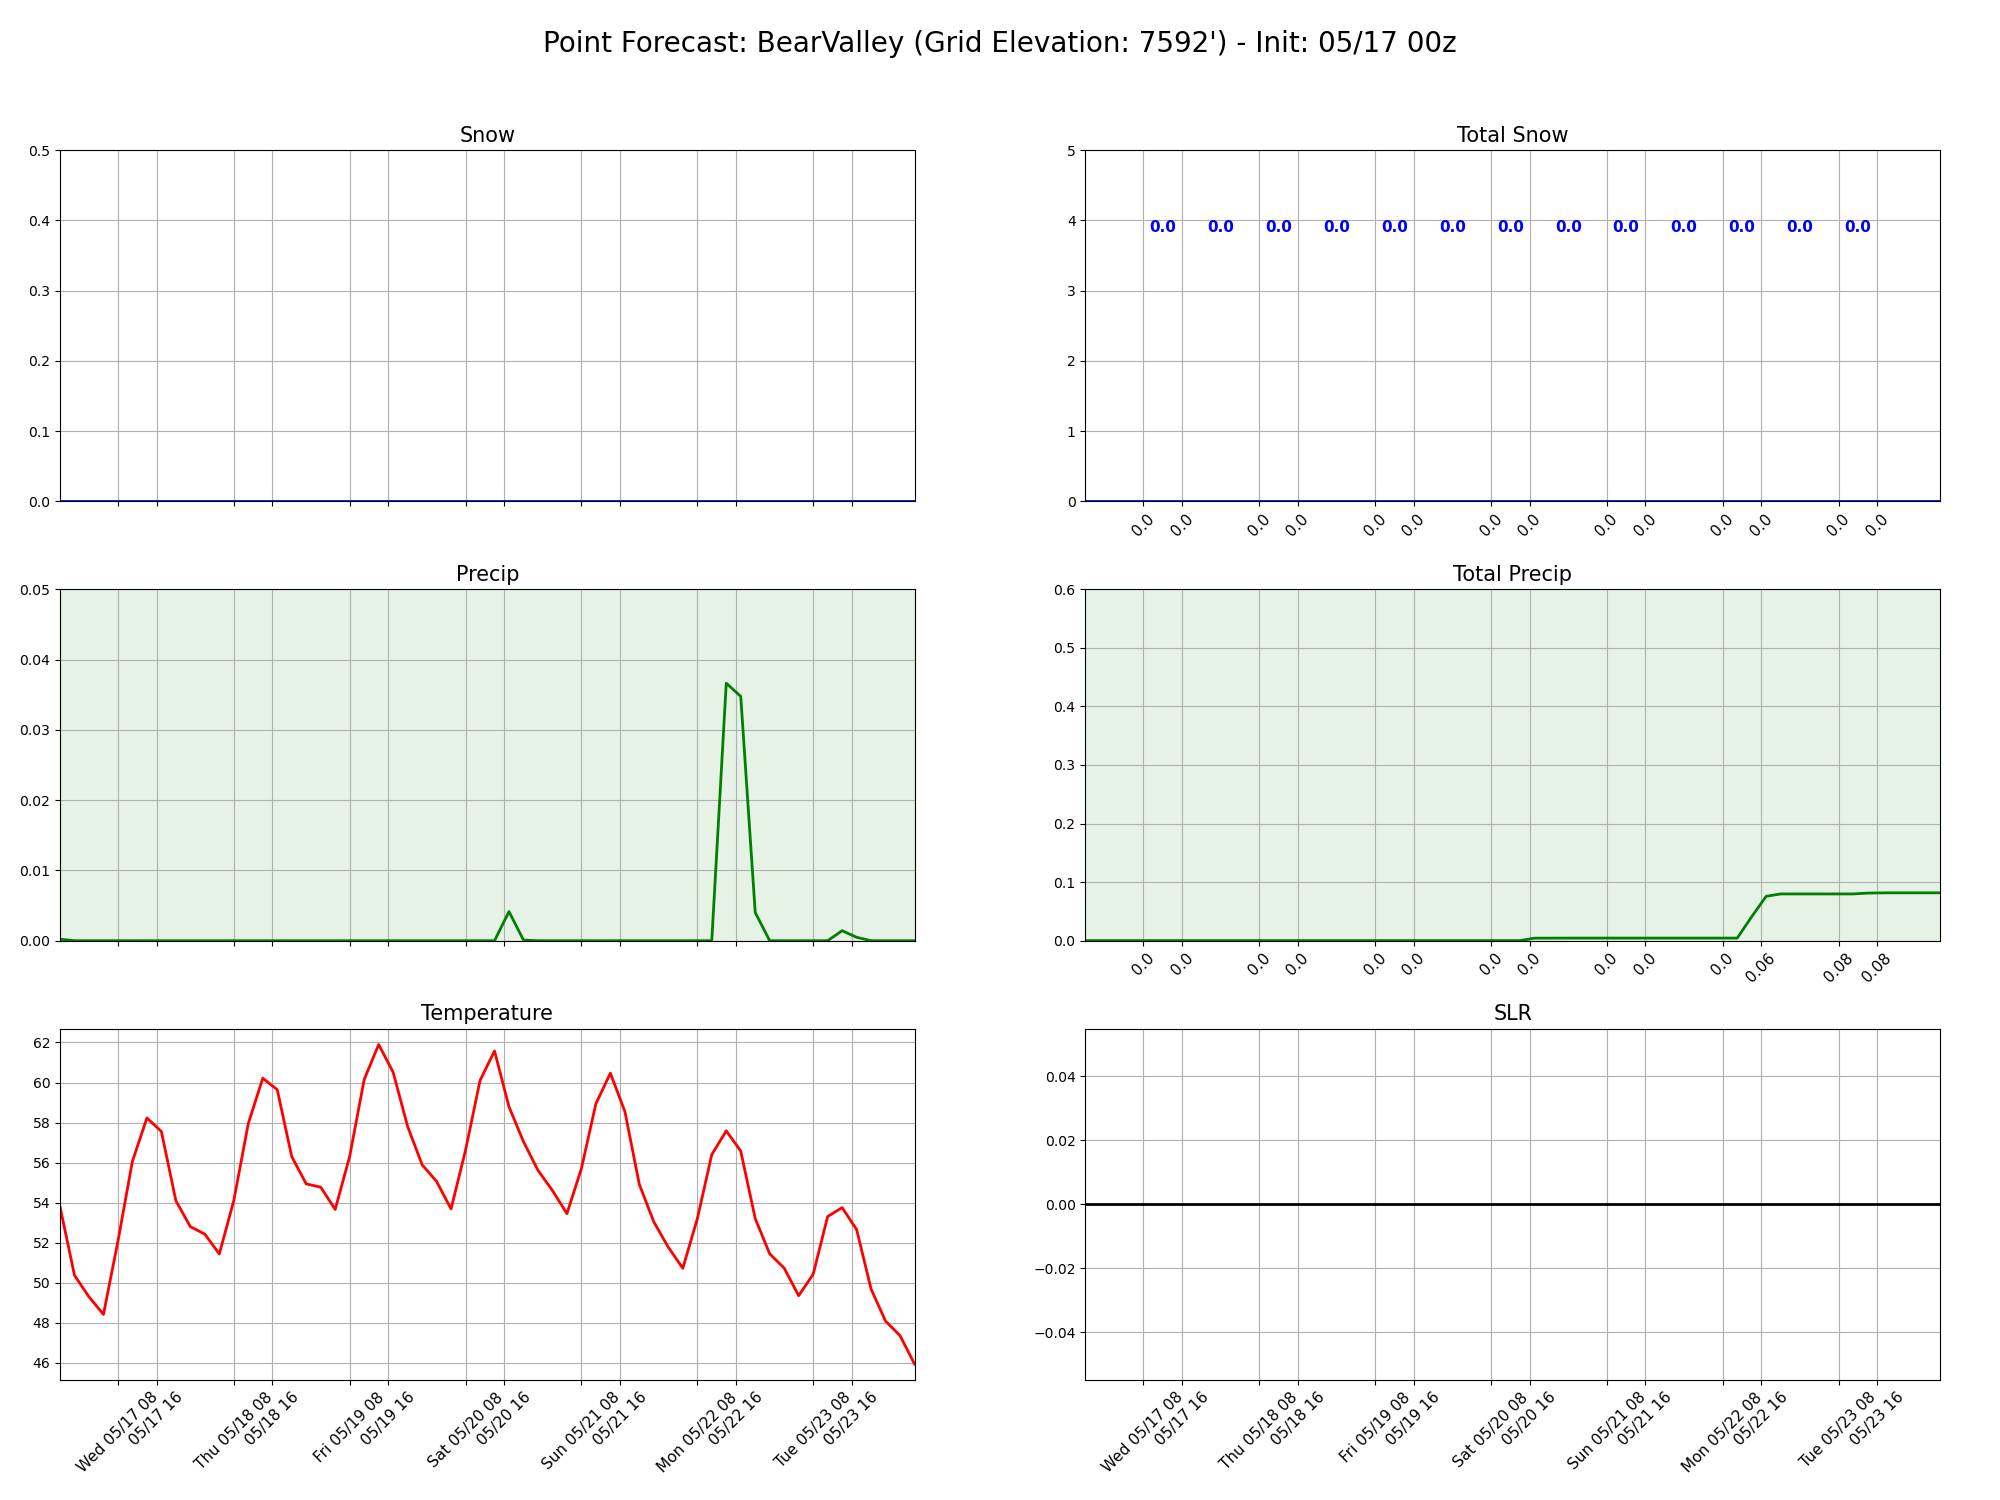 Point Forecast: BearValley (Grid Elevation: 7592') - Init: 05/17 00z
Snow
0.5
0.4
0.3
0.2
0.1
0.0
Total Snow
5
4
3
2
1
0
0.0 0.0 0.0 0.0 0.0 0.0 0.0 0.0 0.0 0.0 0.0 0.0 0.0
0.0 0.0 0.0 0.0 0.0 0.0 0.0 0.0 0.0 0.0 0.0 0.0 0.0 0.0
Precip
0.05
0.04
0.03
0.02
0.01
0.00
Total Precip
0.6
0.5
0.4
0.3
0.2
0.1
0.0
0.0 0.0 0.0 0.0 0.0 0.0 0.0 0.0 0.0 0.0 0.0 0.06 0.08 0.08
Temperature
62
60
58
56
54
52
50
48
46
Wed 05/17 08
05/17 16
Thu 05/18 08
05/18 16
Fri 05/19 08
05/19 16
Sat 05/20 08
05/20 16
Sun 05/21 08
05/21 16
Mon 05/22 08
05/22 16
Tue 05/23 08
05/23 16
SLR
0.04
0.02
0.00
−0.02
−0.04
Wed 05/17 08
05/17 16
Thu 05/18 08
05/18 16
Fri 05/19 08
05/19 16
Sat 05/20 08
05/20 16
Sun 05/21 08
05/21 16
Mon 05/22 08
05/22 16
Tue 05/23 08
05/23 16